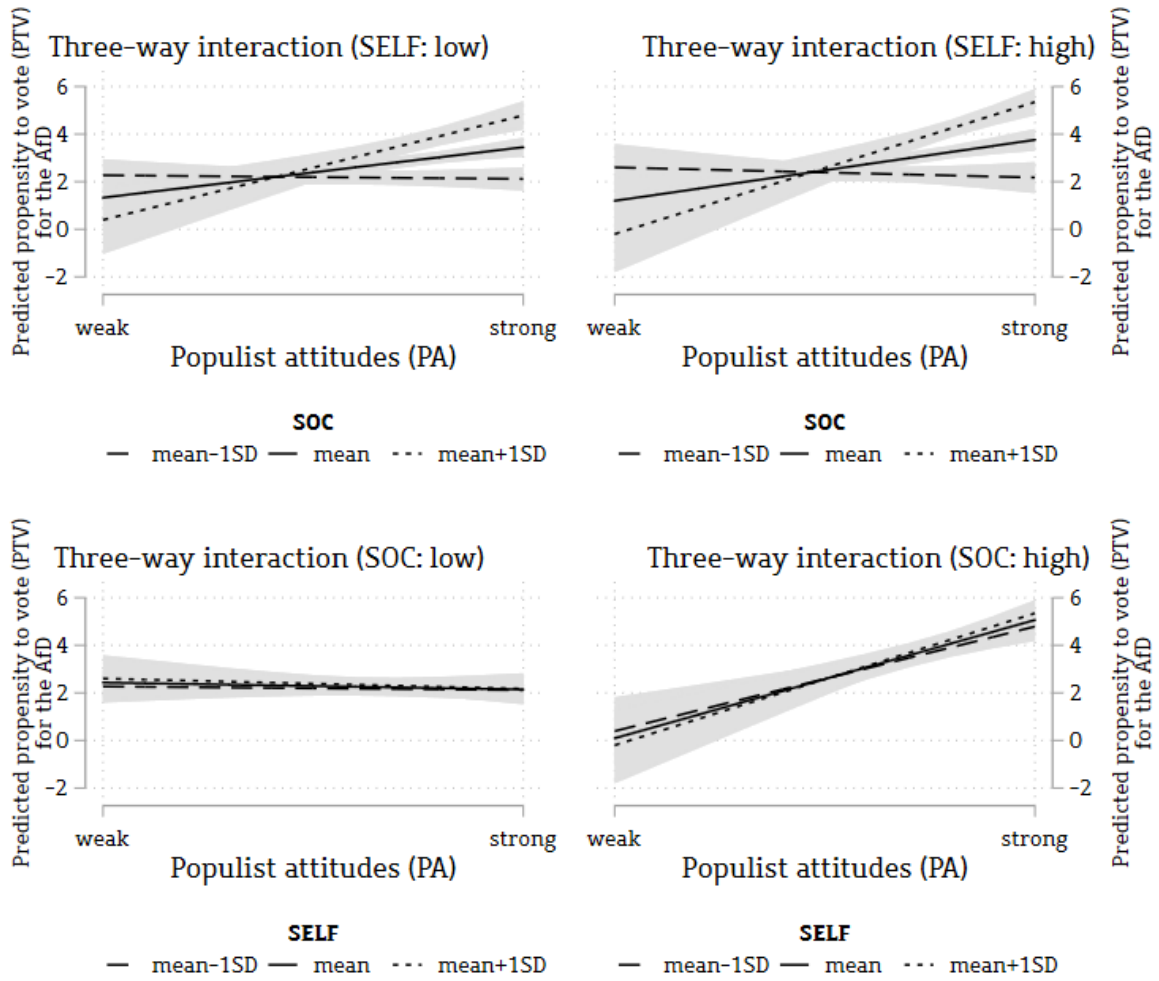 Three-way interaction (SELF: low)
Predicted propensity to vote (PTV)
for the AfD
6
4
2
0
−2
weak
strong
Populist attitudes (PA)
SOC
mean−1SD
mean
mean+1SD
Three-way interaction (SELF: high)
Predicted propensity to vote (PTV)
for the AfD
6
4
2
0
−2
weak
strong
Populist attitudes (PA)
SOC
mean−1SD
mean
mean+1SD
Three-way interaction (SOC: low)
Predicted propensity to vote (PTV)
for the AfD
6
4
2
0
−2
weak
strong
Populist attitudes (PA)
SELF
mean−1SD
mean
mean+1SD
Three-way interaction (SOC: high)
Predicted propensity to vote (PTV)
for the AfD
6
4
2
0
−2
weak
strong
Populist attitudes (PA)
SELF
mean−1SD
mean
mean+1SD